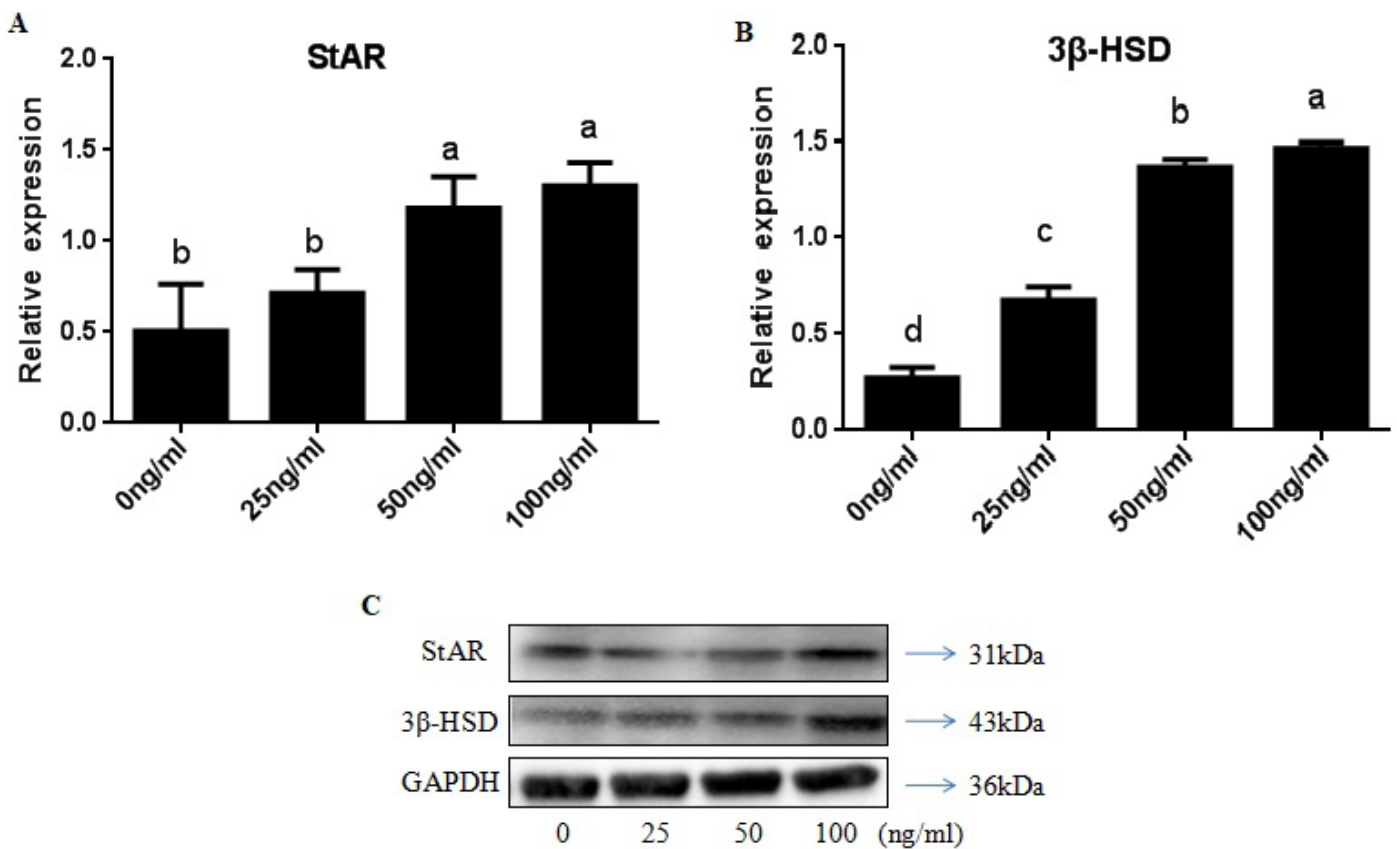 A
StAR
Relative expression
2.0
1.5
1.0
0.5
0.0
b
b
a
a
0ng/ml
25ng/ml
50ng/ml
100ng/ml
B
3β-HSD
Relative expression
2.0
1.5
1.0
0.5
0.0
d
c
b
a
0ng/ml
25ng/ml
50ng/ml
100ng/ml
C
StAR 31kDa
3β-HSD 43kDa
GAPDH 36kDa
0 25 50 100 (ng/ml)